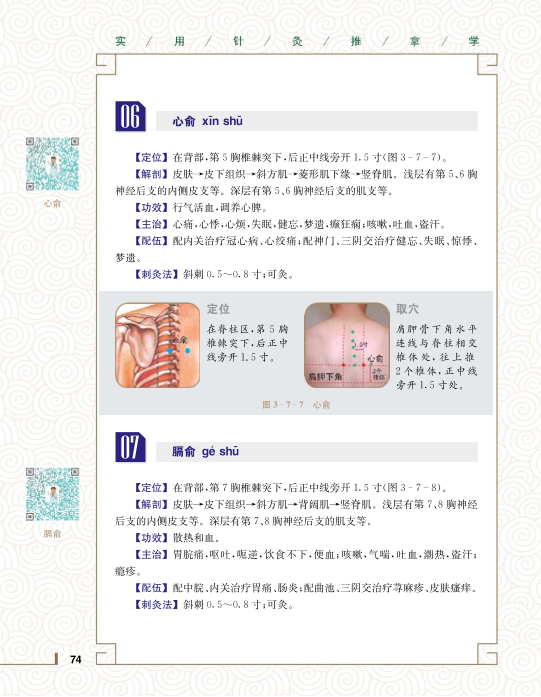 实 / 用 / 针 / 灸 / 推 / 拿 / 学
06
心俞 xīn shū
心俞
【定位】在背部,第 5 胸椎棘突下,后正中线旁开 1.5 寸(图 3-7-7)。
【解剖】皮肤→皮下组织→斜方肌→菱形肌下缘→竖脊肌。浅层有第 5、6 胸
神经后支的内侧皮支等。深层有第 5、6 胸神经后支的肌支等。
【功效】行气活血,调养心脾。
【主治】心痛,心悸,心烦,失眠,健忘,梦遗,癫狂痫;咳嗽,吐血,盗汗。
【配伍】配内关治疗冠心病、心绞痛;配神门、三阴交治疗健忘、失眠、惊悸、
梦遗。
【刺灸法】斜刺 0.5～0.8 寸;可灸。
定位
在脊柱区,第 5 胸
椎棘突下,后正中
线旁开 1.5 寸。
心俞
肩胛下角
2个
椎体
取穴
肩胛骨下角水平
连线与脊柱相交
椎体处,往上推
2 个椎体,正中线
旁开 1.5 寸处。
图 3-7-7 心俞
07
膈俞 gé shū
膈俞
【定位】在背部,第 7 胸椎棘突下,后正中线旁开 1.5 寸(图 3-7-8)。
【解剖】皮肤→皮下组织→斜方肌→背阔肌→竖脊肌。浅层有第 7、8 胸神经
后支的内侧皮支等。深层有第 7、8 胸神经后支的肌支等。
【功效】散热和血。
【主治】胃脘痛,呕吐,呃逆,饮食不下,便血;咳嗽,气喘,吐血,潮热,盗汗;
瘾疹。
【配伍】配中脘、内关治疗胃痛、肠炎;配曲池、三阴交治疗荨麻疹、皮肤瘙痒。
【刺灸法】斜刺 0.5～0.8 寸;可灸。
74